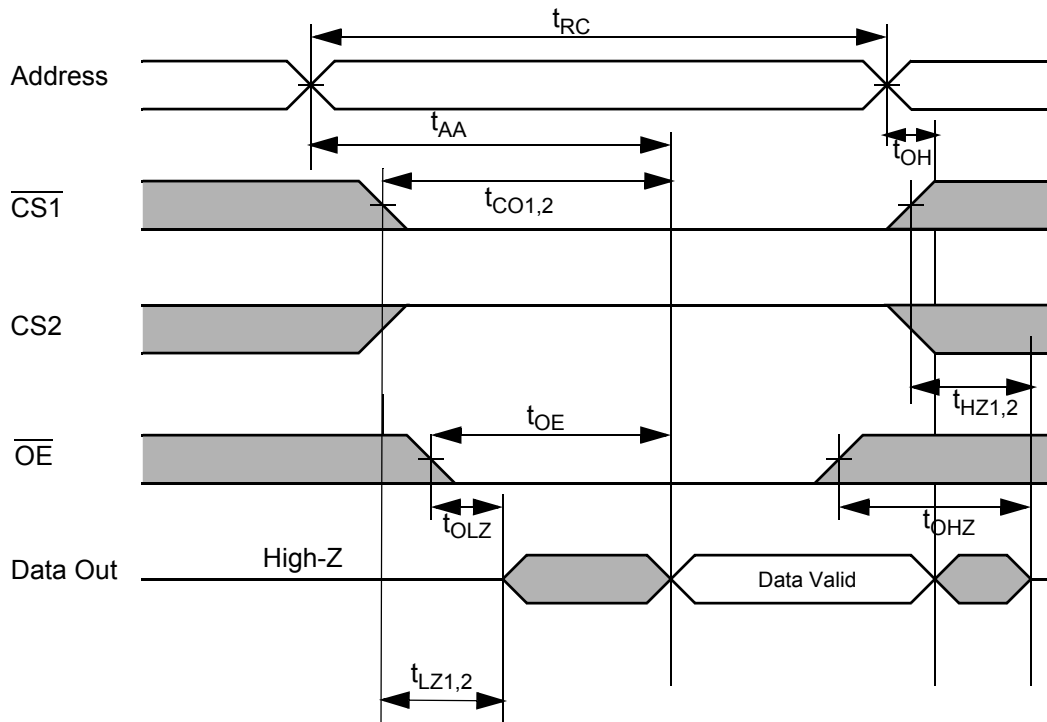 tRC
Address
tAA
tOH
CS1
tCO1,2
CS2
tHZ1,2
tOE
OE
tOLZ
tOHZ
Data Out
High-Z
Data Valid
tLZ1,2